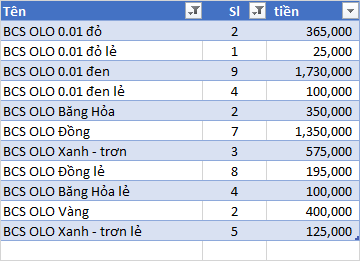 Tên Sl tiền
BCS OLO 0.01 đỏ 2 365,000
BCS OLO 0.01 đỏ lẻ 1 25,000
BCS OLO 0.01 đen 9 1,730,000
BCS OLO 0.01 đen lẻ 4 100,000
BCS OLO Băng Hỏa 2 350,000
BCS OLO Đồng 7 1,350,000
BCS OLO Xanh - trơn 3 575,000
BCS OLO Đồng lẻ 8 195,000
BCS OLO Băng Hỏa lẻ 4 100,000
BCS OLO Vàng 2 400,000
BCS OLO Xanh - trơn lẻ 5 125,000